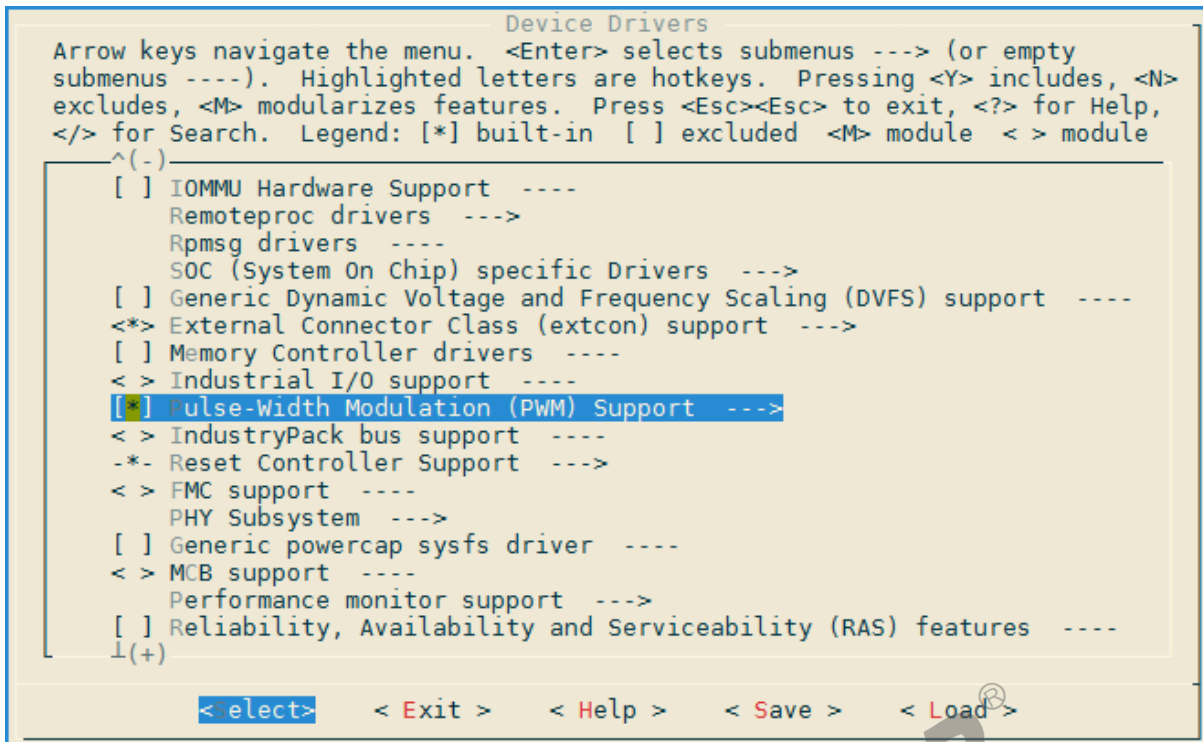 Device Drivers
Arrow keys navigate the menu.  <Enter> selects submenus ---> (or empty
submenus ----).  Highlighted letters are hotkeys.  Pressing <Y> includes, <N>
excludes, <M> modularizes features.  Press <Esc><Esc> to exit, <?> for Help,
</> for Search.  Legend: [*] built-in  [ ] excluded  <M> module  < > module
^(-)
[ ] IOMMU Hardware Support  ----
Remoteproc drivers  --->
Rpmsg drivers  ----
SOC (System On Chip) specific Drivers  --->
[ ] Generic Dynamic Voltage and Frequency Scaling (DVFS) support  ----
<*> External Connector Class (extcon) support  --->
[ ] Memory Controller drivers  ----
< > Industrial I/O support  ----
[*] Pulse-Width Modulation (PWM) Support  --->
< > IndustryPack bus support  ----
-*- Reset Controller Support  --->
< > FMC support  ----
PHY Subsystem  --->
[ ] Generic powercap sysfs driver  ----
< > MCB support  ----
Performance monitor support  --->
[ ] Reliability, Availability and Serviceability (RAS) features  ----
┴(+)
<Select>    < Exit >    < Help >    < Save >    < Load >
®